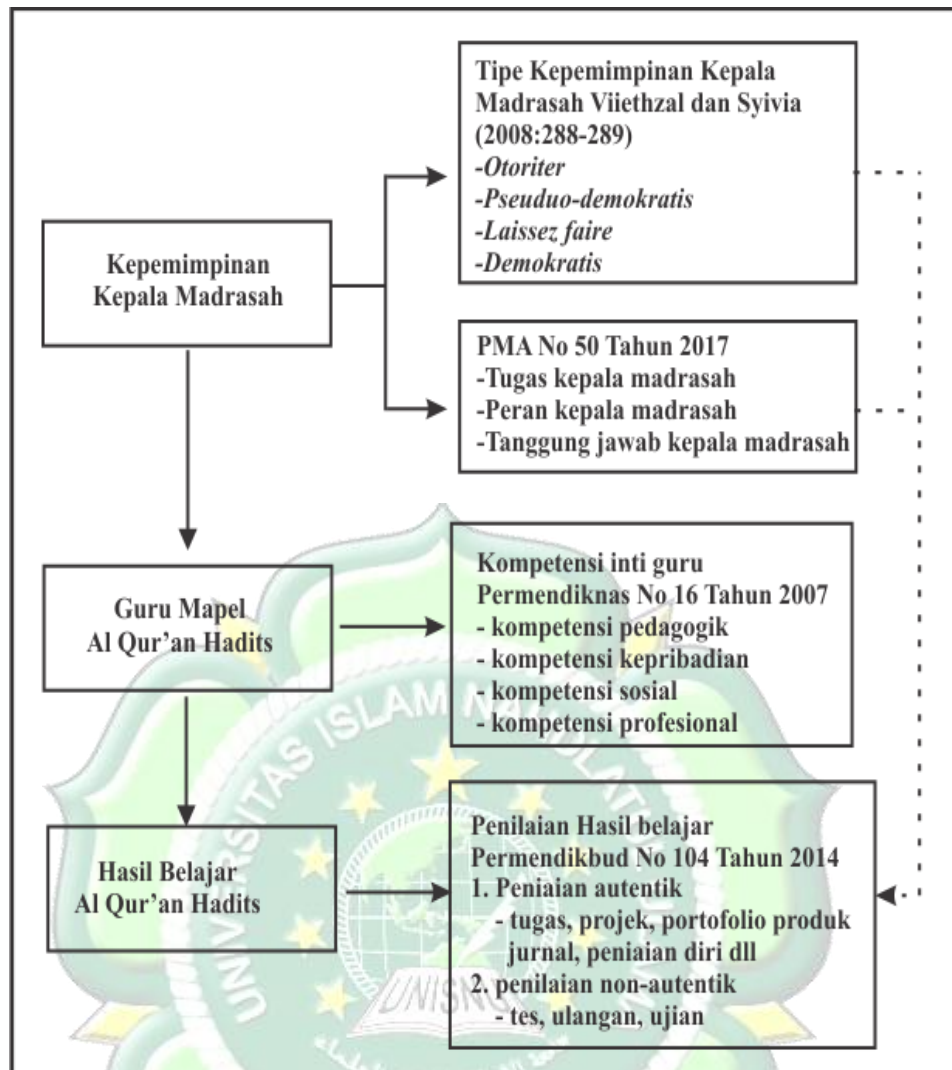 Tipe Kepemimpinan Kepala
Madrasah Viiethzal dan Syivia
(2008:288-289)
-Otoriter
-Pseuduo-demokratis
-Laissez faire
-Demokratis
Kepemimpinan
Kepala Madrasah
PMA No 50 Tahun 2017
-Tugas kepala madrasah
-Peran kepala madrasah
-Tanggung jawab kepala madrasah
Guru Mapel
Al Qur'an Hadits
Kompetensi inti guru
Permendiknas No 16 Tahun 2007
- kompetensi pedagogik
- kompetensi kepribadian
- kompetensi sosial
- kompetensi profesional
Hasil Belajar
Al Qur'an Hadits
Penilaian Hasil belajar
Permendikbud No 104 Tahun 2014
1. Peniaian autentik
- tugas, projek, portofolio produk
jurnal, peniaian diri dll
2. penilaian non-autentik
- tes, ulangan, ujian
UNIVERSITAS ISLAM
UNISNU